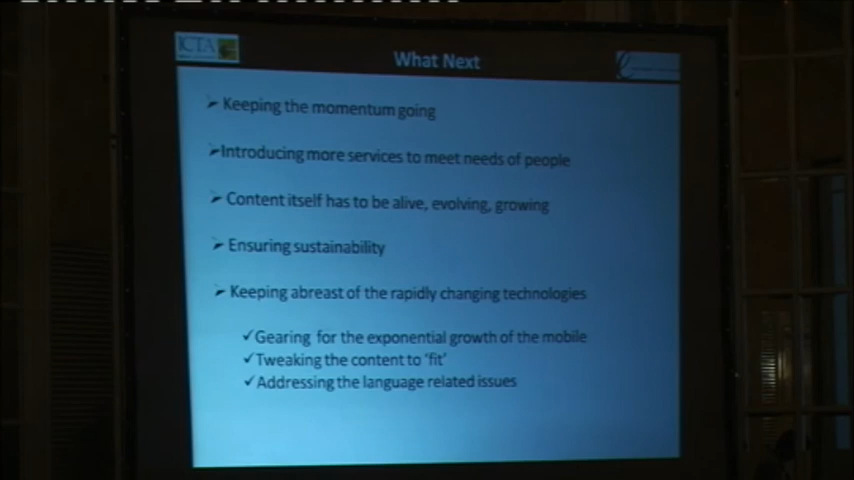 ICTA
What Next
➢ Keeping the momentum going
➢ Introducing more services to meet needs of people
➢ Content itself has to be alive, evolving, growing
➢ Ensuring sustainability
➢ Keeping abreast of the rapidly changing technologies
✓ Gearing for the exponential growth of the mobile
✓ Tweaking the content to 'fit'
✓ Addressing the language related issues